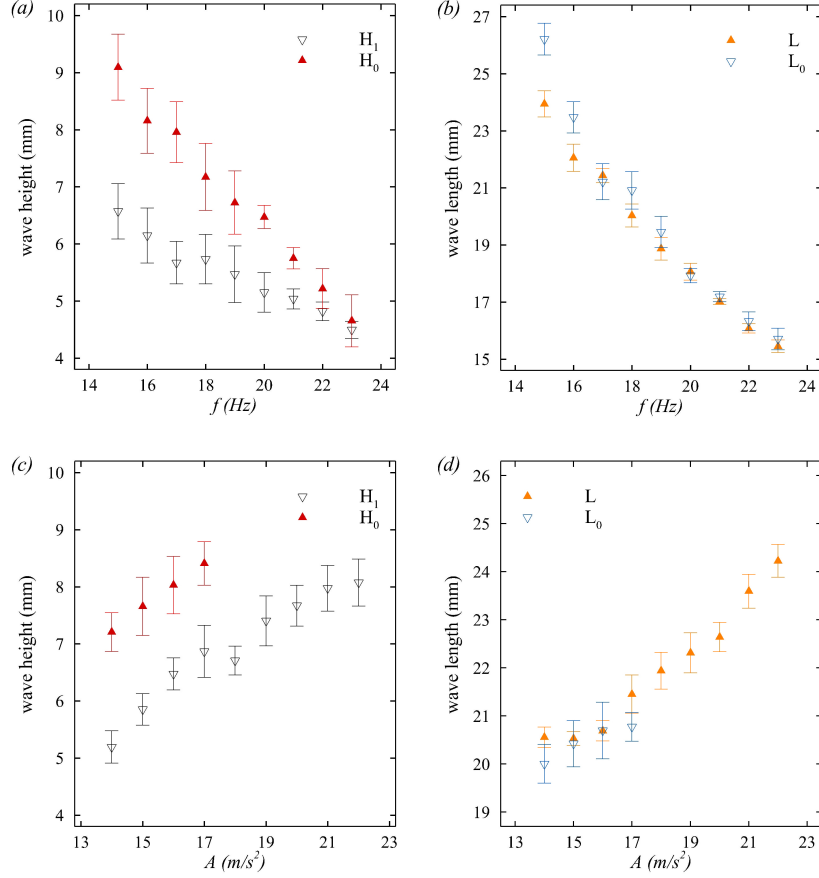 (a)
10
9
8
7
6
5
4
wave height (mm)
H1
H0
14 16 18 20 22 24
f (Hz)
(b)
27
25
23
21
19
17
15
wave length (mm)
L
L0
14 16 18 20 22 24
f (Hz)
(c)
10
9
8
7
6
5
4
wave height (mm)
H1
H0
13 15 17 19 21 23
A (m/s²)
(d)
26
25
24
23
22
21
20
19
wave length (mm)
L
L0
13 15 17 19 21 23
A (m/s²)